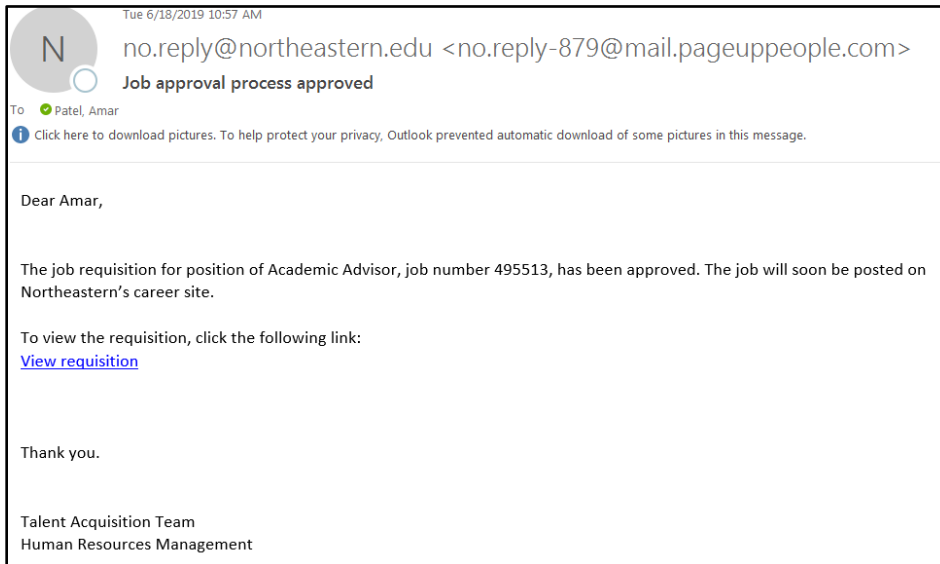 Tue 6/18/2019 10:57 AM
N
no.reply@northeastern.edu <no.reply-879@mail.pageuppeople.com>
Job approval process approved
To Patel, Amar
Click here to download pictures. To help protect your privacy, Outlook prevented automatic download of some pictures in this message.
Dear Amar,
The job requisition for position of Academic Advisor, job number 495513, has been approved. The job will soon be posted on
Northeastern's career site.
To view the requisition, click the following link:
View requisition
Thank you.
Talent Acquisition Team
Human Resources Management